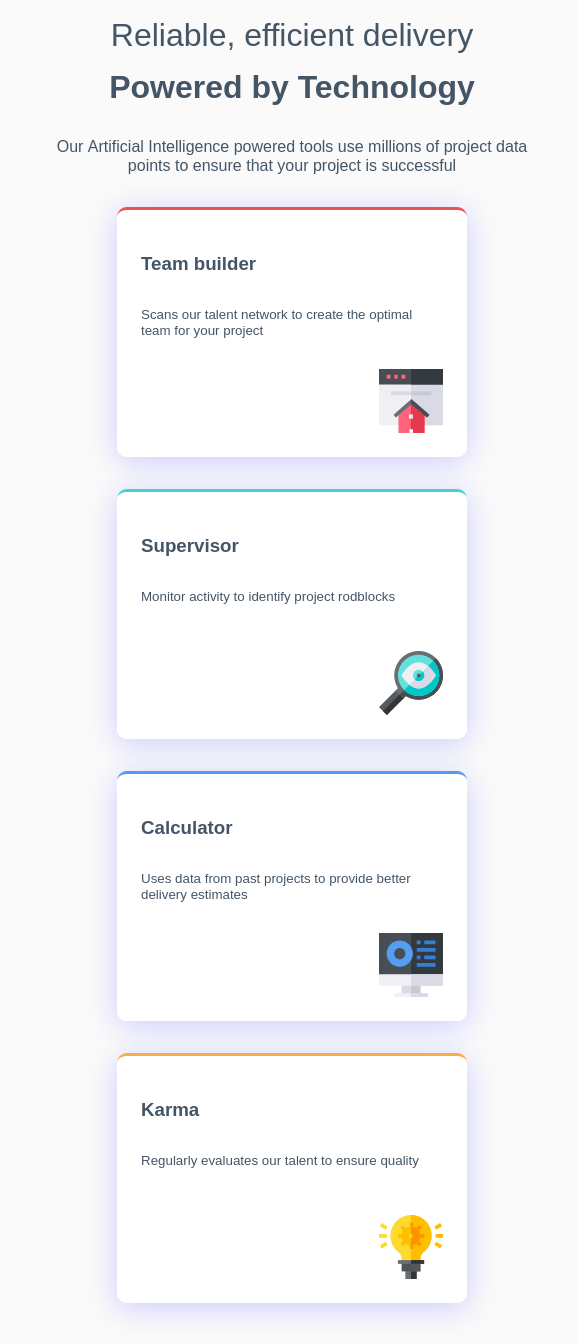 Reliable, efficient delivery
Powered by Technology
Our Artificial Intelligence powered tools use millions of project data
points to ensure that your project is successful
Team builder
Scans our talent network to create the optimal
team for your project
Supervisor
Monitor activity to identify project rodblocks
Calculator
Uses data from past projects to provide better
delivery estimates
Karma
Regularly evaluates our talent to ensure quality